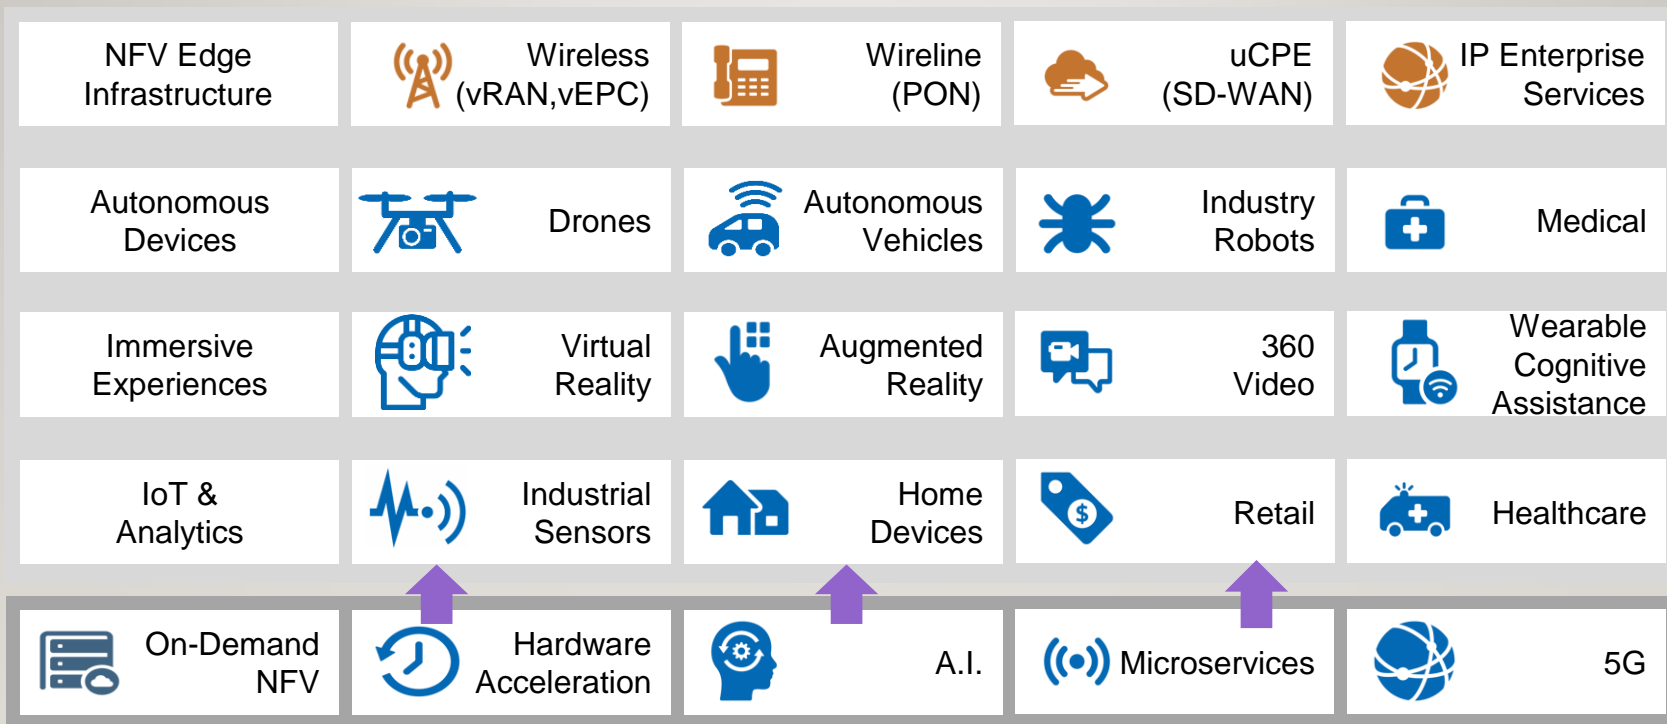 NFV Edge
Infrastructure
Wireless
(vRAN,vEPC)
Wireline
(PON)
uCPE
(SD-WAN)
IP Enterprise
Services
Autonomous
Devices
Drones
Autonomous
Vehicles
Industry
Robots
Medical
Immersive
Experiences
Virtual
Reality
Augmented
Reality
360
Video
Wearable
Cognitive
Assistance
IoT &
Analytics
Industrial
Sensors
Home
Devices
$
Retail
Healthcare
On-Demand
NFV
Hardware
Acceleration
A.I.
Microservices
5G